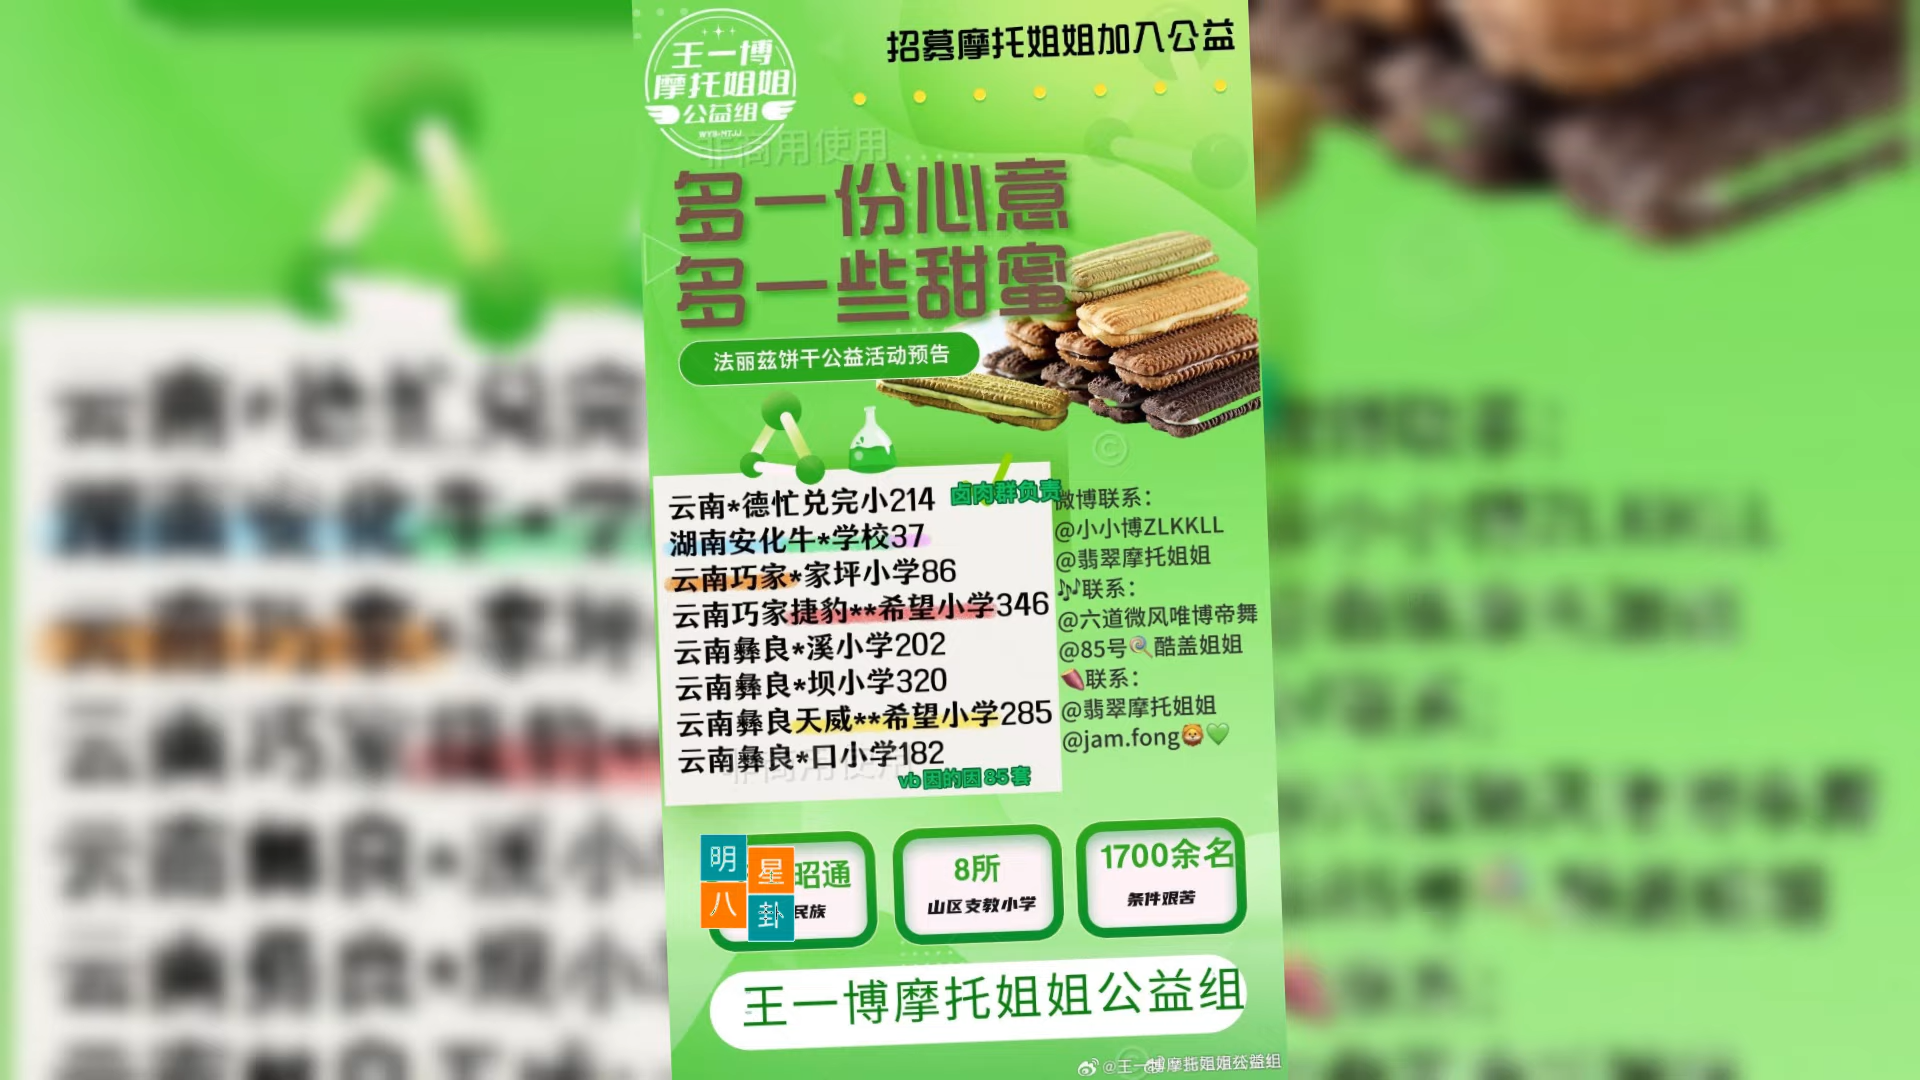 王一博
摩托姐姐
公益组
招募摩托姐姐加入公益
非商用使用
多一份心意
多一些甜蜜
法丽兹饼干公益活动预告
云南*德忙兑完小214
卤肉群负责
湖南安化牛*学校37
云南巧家*家坪小学86
云南巧家捷豹**希望小学346
云南彝良*溪小学202
云南彝良*坝小学320
云南彝良天威**希望小学285
云南彝良*口小学182
vb因的因85套
微博联系：
@小小博ZLKKLL
@翡翠摩托姐姐
🎶联系：
@六道微风唯博帝舞
@85号🍭酷盖姐姐
🍠联系：
@翡翠摩托姐姐
@jam.fong🦁💚
昭通
民族
8所
山区支教小学
1700余名
条件艰苦
明星八卦
王一博摩托姐姐公益组
@王一博摩托姐姐公益组